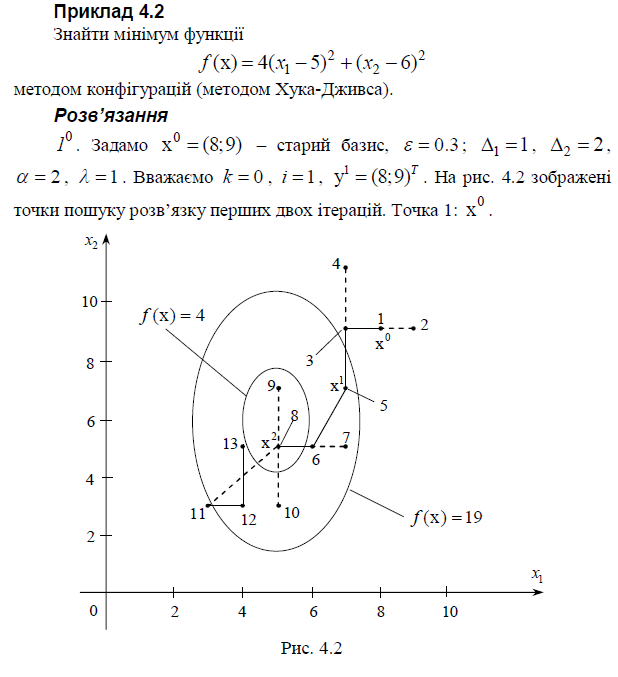 Приклад 4.2
Знайти мінімум функції
f(x) = 4(x₁ − 5)² + (x₂ − 6)²
методом конфігурацій (методом Хука-Дживса).
Розв’язання
1⁰. Задамо x⁰ = (8;9) – старий базис, ε = 0.3; Δ₁ = 1, Δ₂ = 2,
α = 2, λ = 1. Вважаємо k = 0, i = 1, y¹ = (8;9)ᵀ. На рис. 4.2 зображені
точки пошуку розв’язку перших двох ітерацій. Точка 1: x⁰.
x₂
4
10
f(x) = 4
1
2
x⁰
3
8
x¹
9
5
6
8
13
x²
7
6
4
11
12
10
f(x) = 19
2
x₁
0
2
4
6
8
10
Рис. 4.2